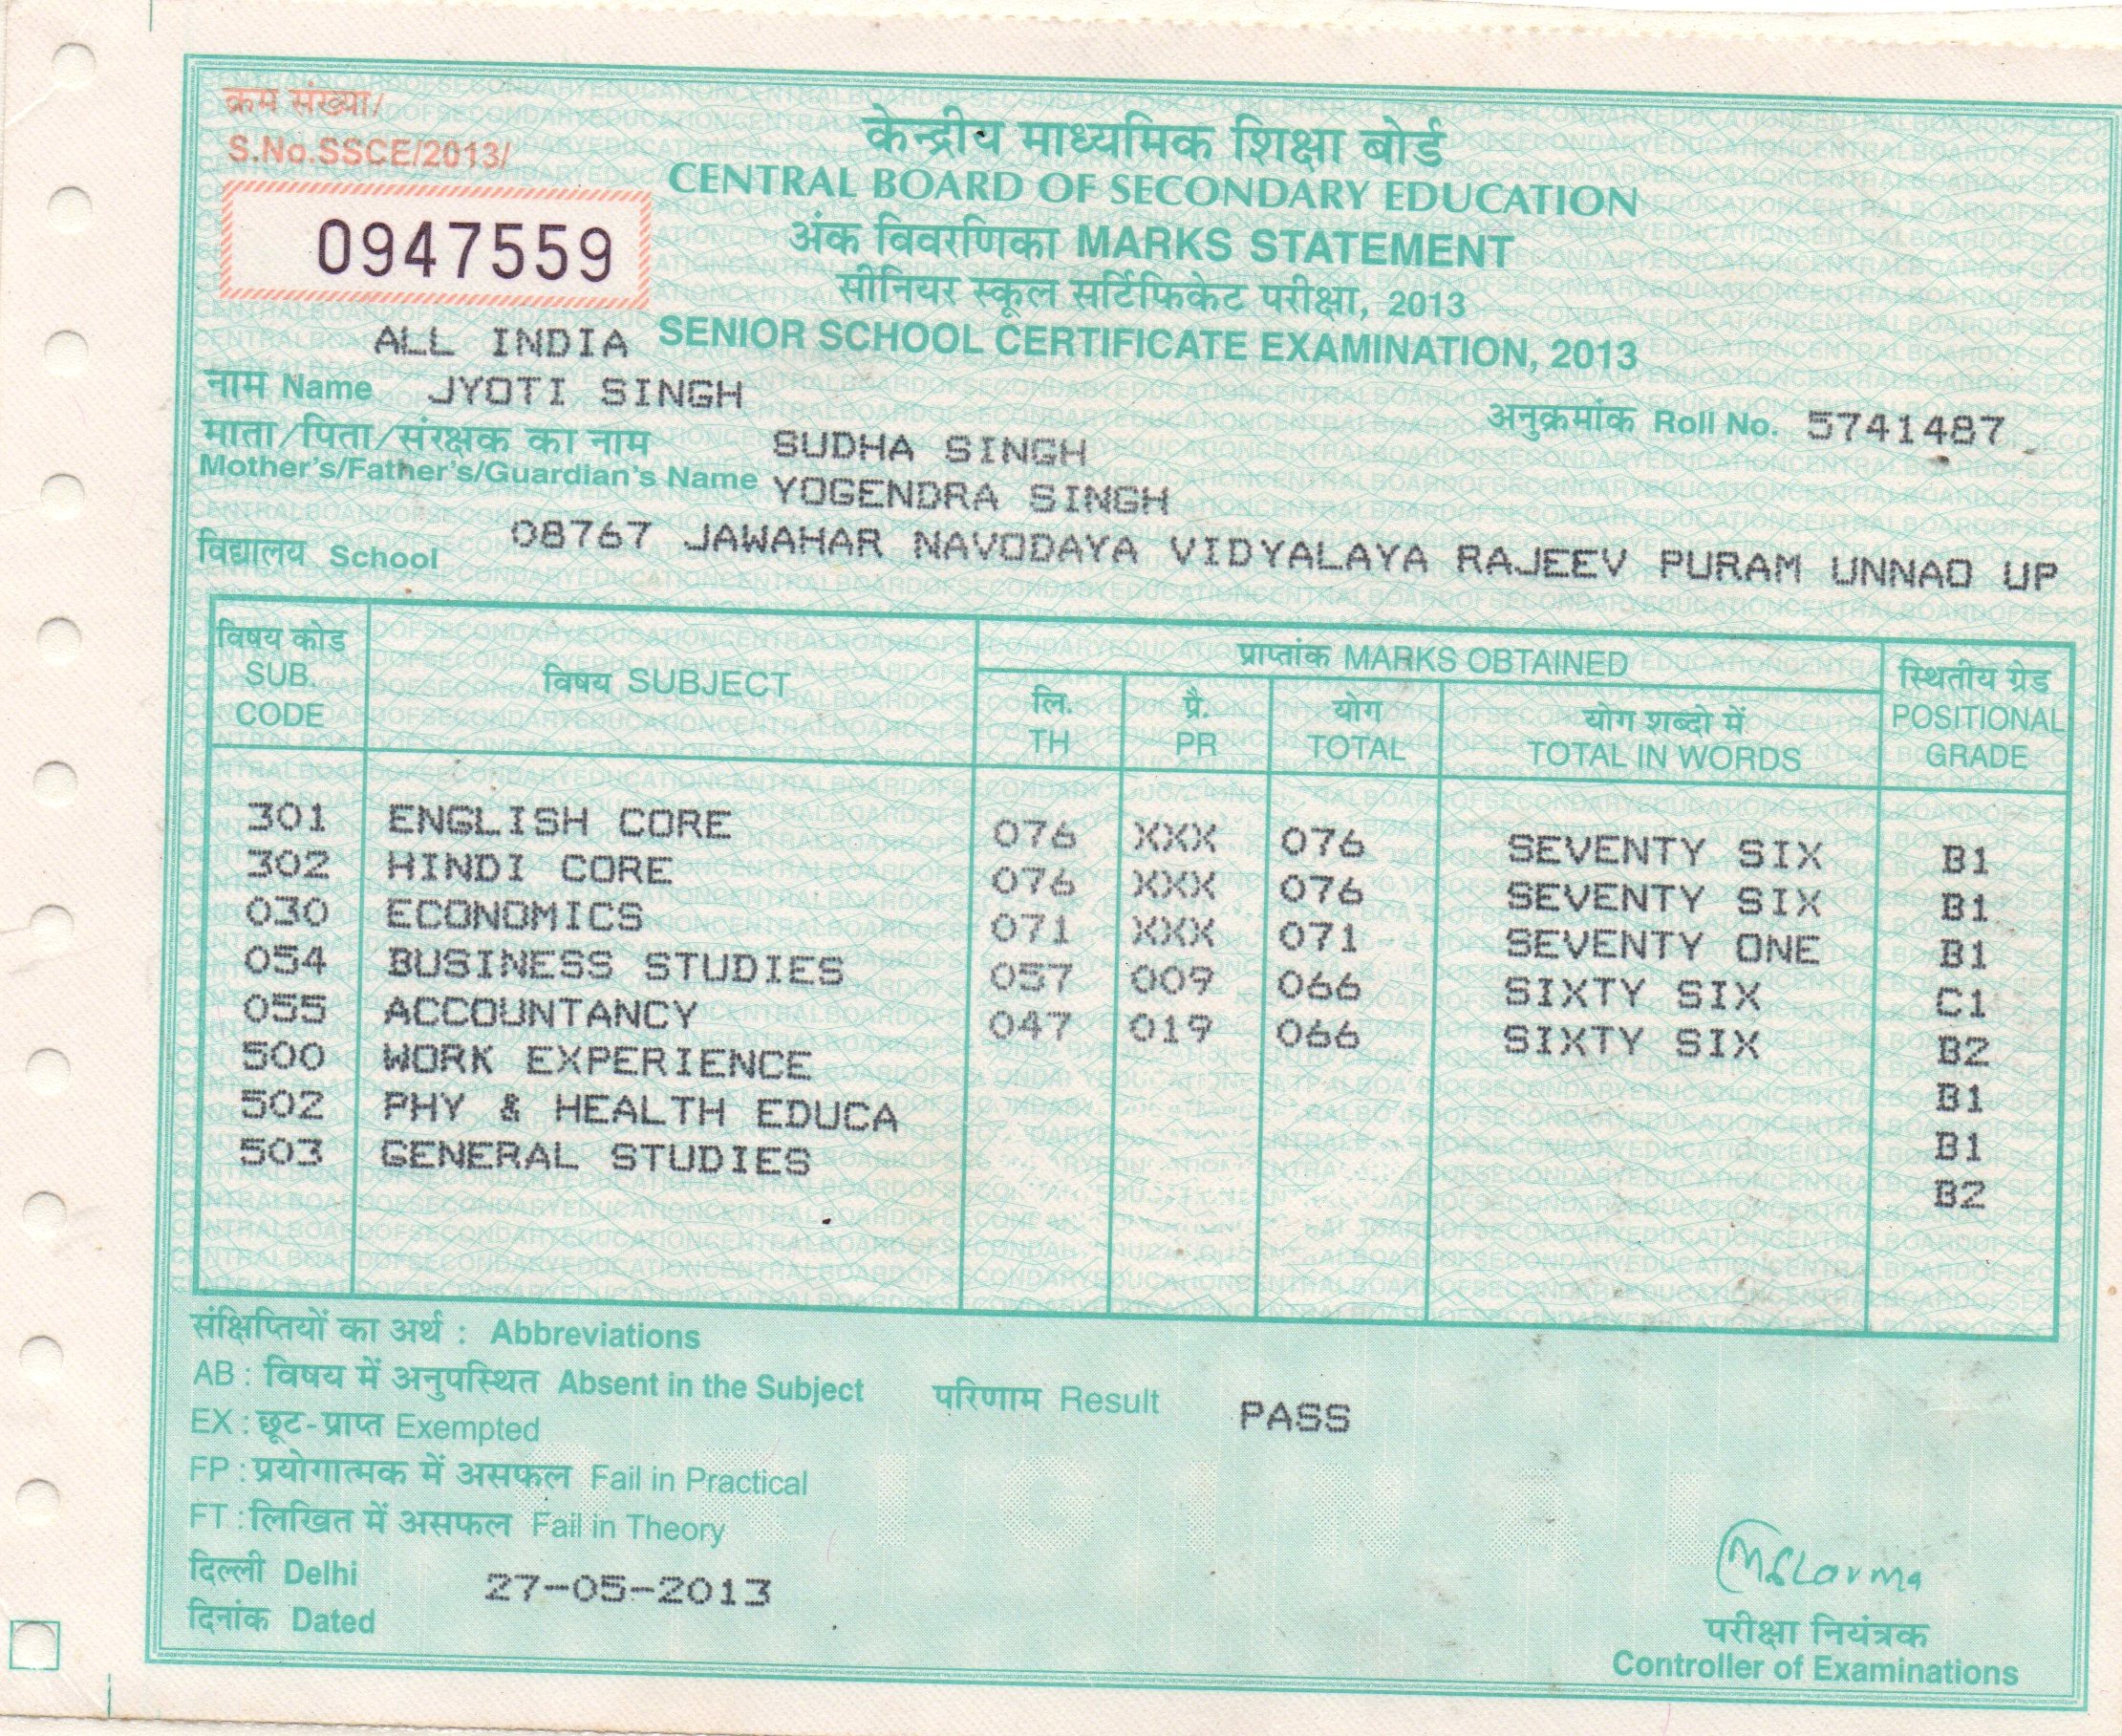 क्रम संख्या/
S.No.SSCE/2013/
0947559
केन्द्रीय माध्यमिक शिक्षा बोर्ड
CENTRAL BOARD OF SECONDARY EDUCATION
अंक विवरणिका MARKS STATEMENT
सीनियर स्कूल सर्टिफिकेट परीक्षा, 2013
ALL INDIA SENIOR SCHOOL CERTIFICATE EXAMINATION, 2013
नाम Name JYOTI SINGH
अनुक्रमांक Roll No. 5741487
माता/पिता/संरक्षक का नाम SUDHA SINGH
Mother's/Father's/Guardian's Name YOGENDRA SINGH
विद्यालय School 08767 JAWAHAR NAVODAYA VIDYALAYA RAJEEV PURAM UNNAO UP
विषय कोड
SUB.
CODE
विषय SUBJECT
प्राप्तांक MARKS OBTAINED
लि.
TH
प्रै.
PR
योग
TOTAL
योग शब्दो में
TOTAL IN WORDS
स्थितीय ग्रेड
POSITIONAL
GRADE
301 ENGLISH CORE 076 XXX 076 SEVENTY SIX B1
302 HINDI CORE 076 XXX 076 SEVENTY SIX B1
030 ECONOMICS 071 XXX 071 SEVENTY ONE B1
054 BUSINESS STUDIES 057 009 066 SIXTY SIX C1
055 ACCOUNTANCY 047 019 066 SIXTY SIX B2
500 WORK EXPERIENCE B1
502 PHY & HEALTH EDUCA B1
503 GENERAL STUDIES B2
संक्षिप्तियों का अर्थ : Abbreviations
AB : विषय में अनुपस्थित Absent in the Subject
परिणाम Result PASS
EX : छूट-प्राप्त Exempted
FP : प्रयोगात्मक में असफल Fail in Practical
ORIGINAL
FT : लिखित में असफल Fail in Theory
दिल्ली Delhi
27-05-2013
दिनांक Dated
MSharma
परीक्षा नियंत्रक
Controller of Examinations